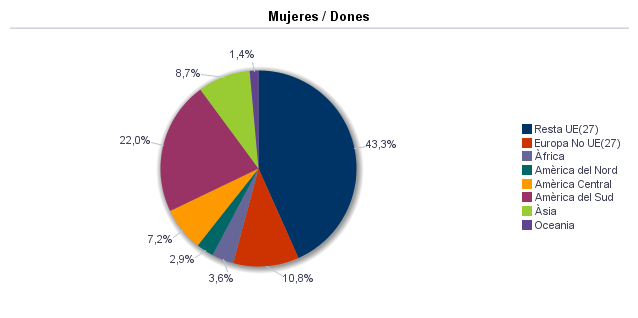 Mujeres / Dones
1,4%
8,7%
43,3%
22,0%
7,2%
2,9%
3,6%
10,8%
Resta UE(27)
Europa No UE(27)
Àfrica
Amèrica del Nord
Amèrica Central
Amèrica del Sud
Àsia
Oceania